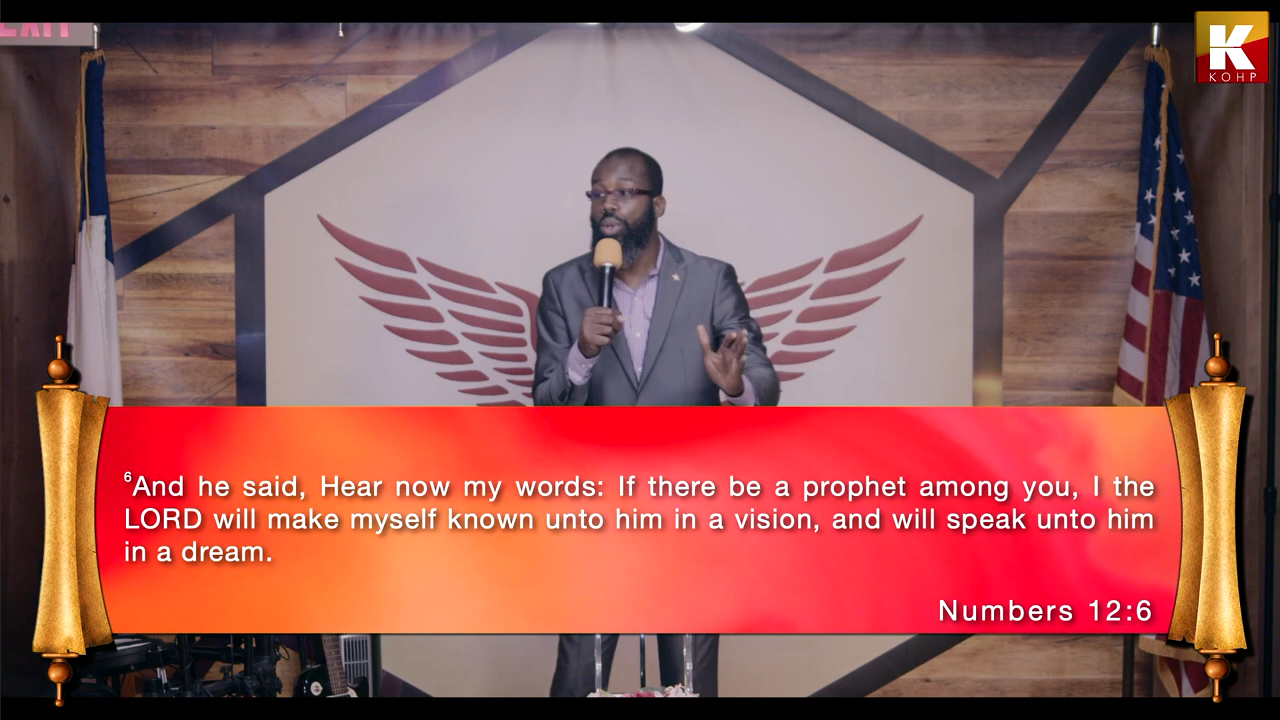 EXIT
K
KOHP
⁶And he said, Hear now my words: If there be a prophet among you, I the
LORD will make myself known unto him in a vision, and will speak unto him
in a dream.
Numbers 12:6